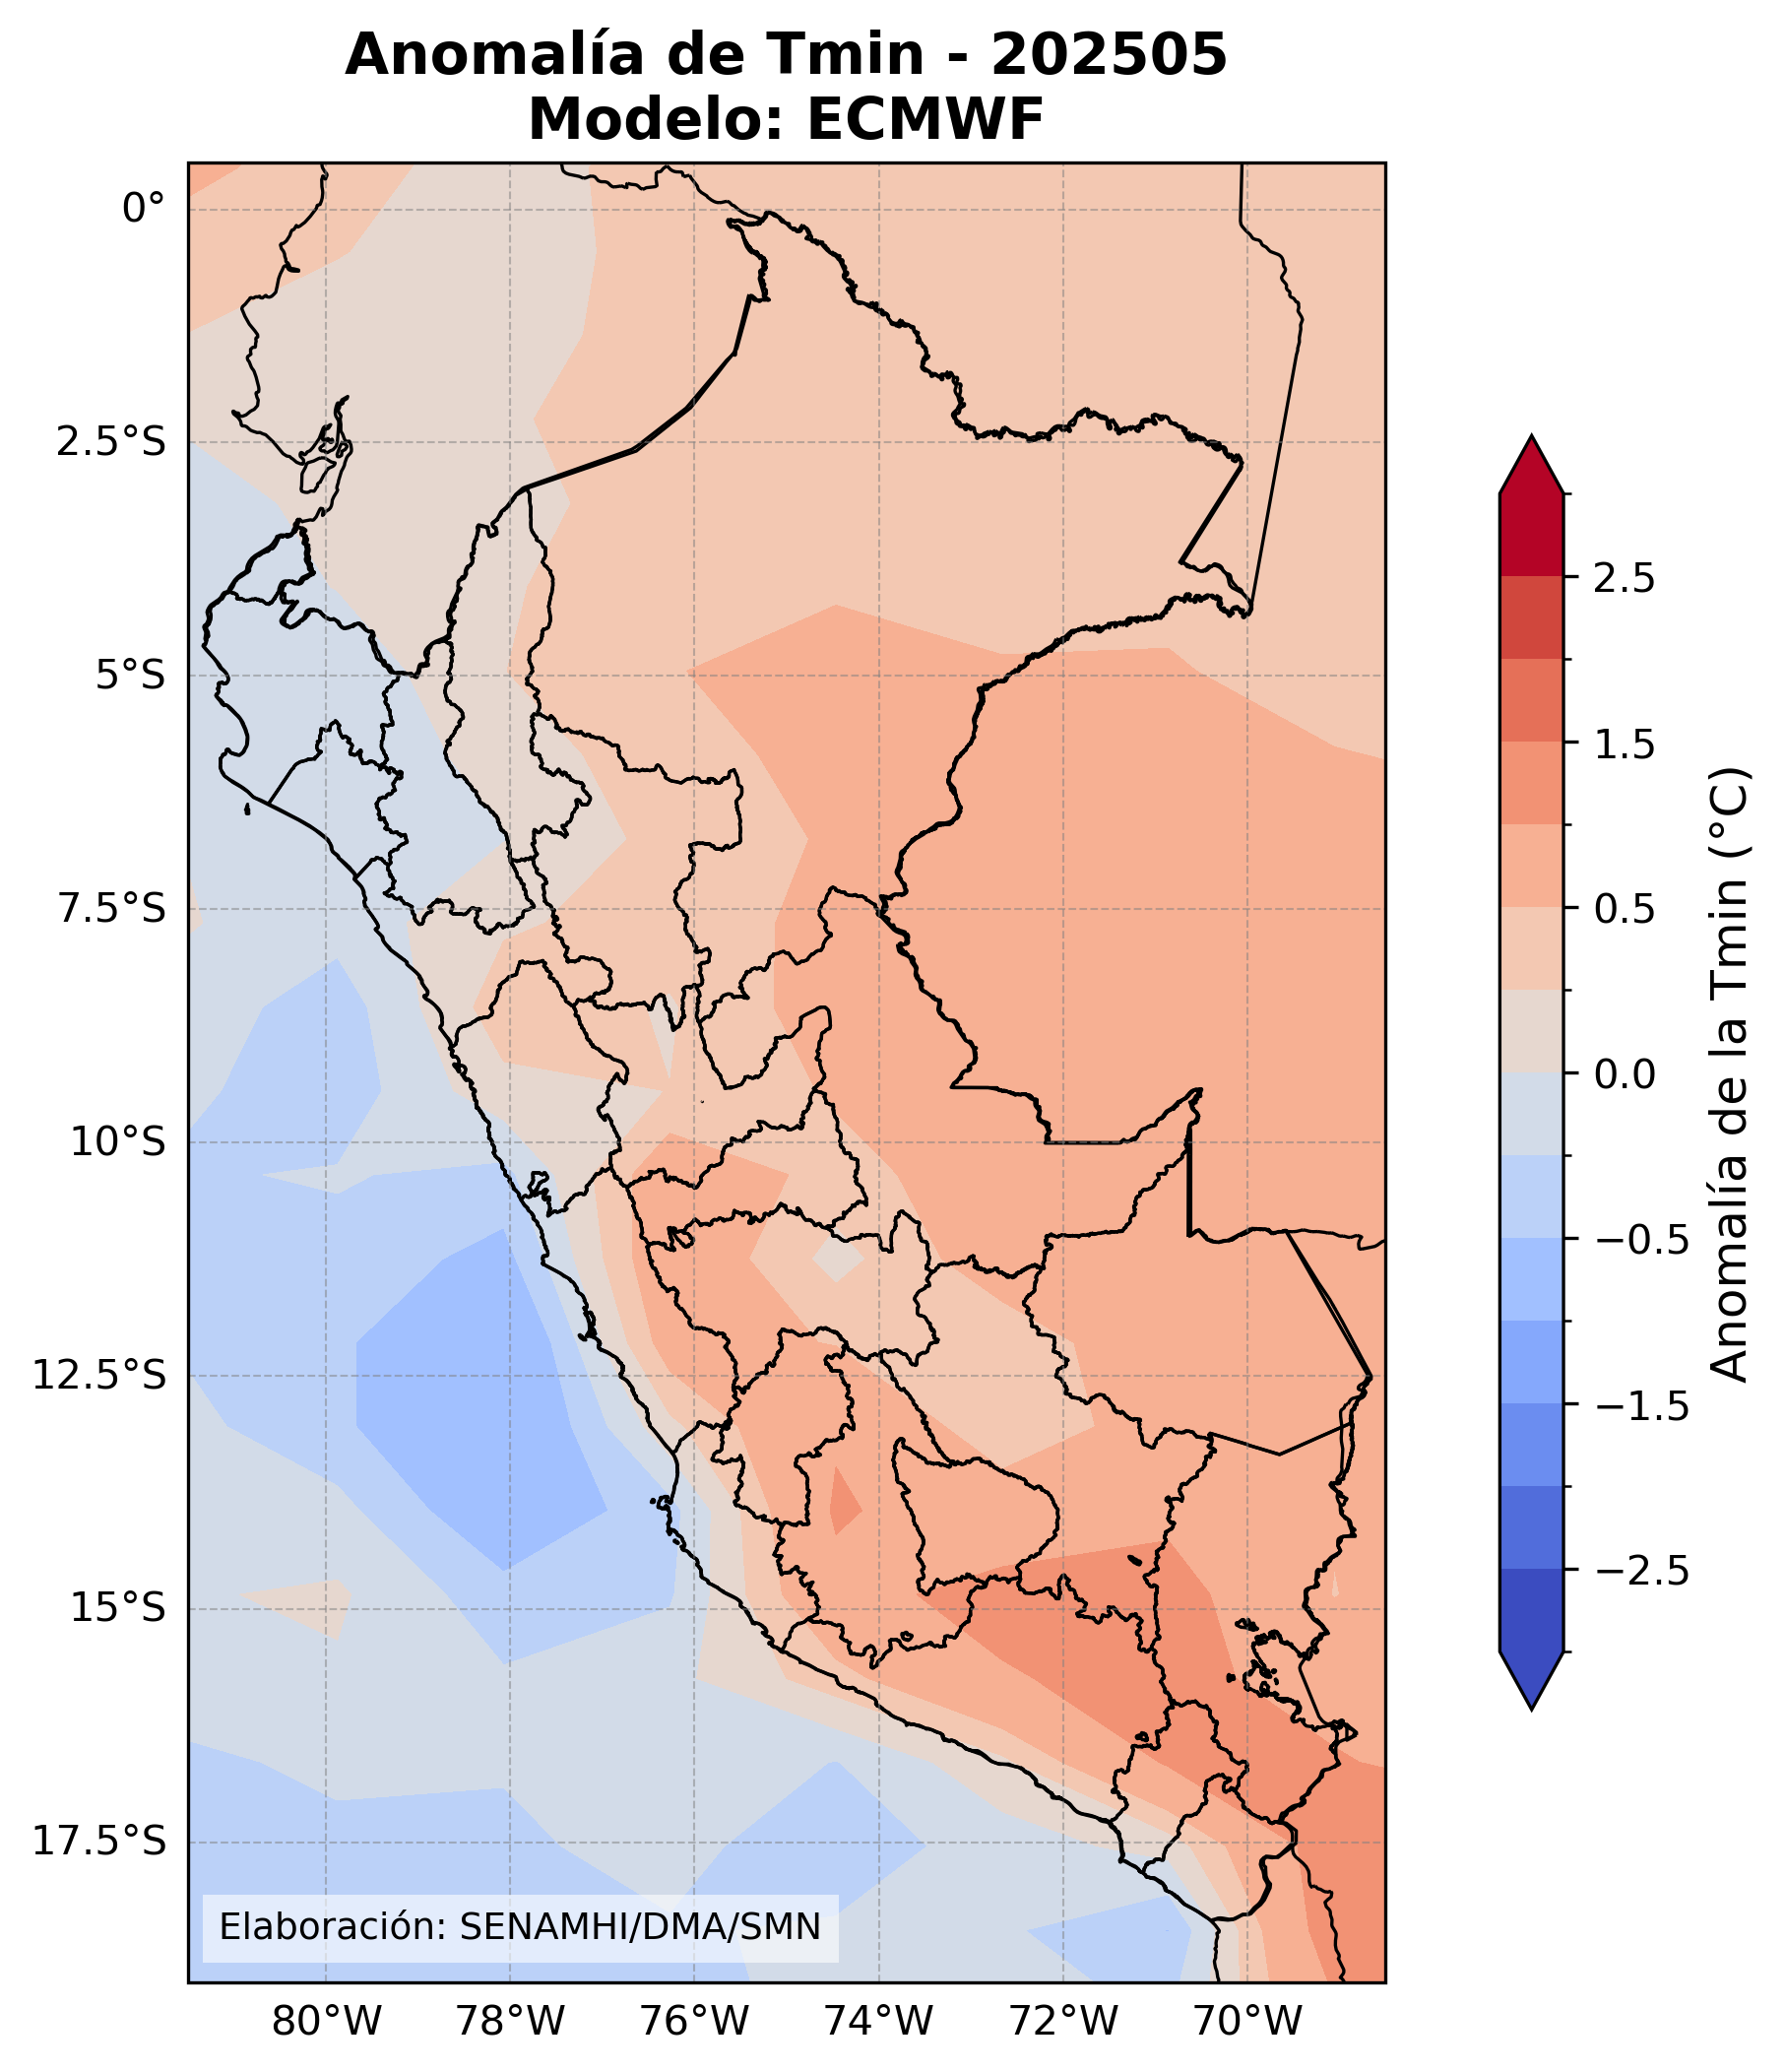 Anomalía de Tmin - 202505
Modelo: ECMWF
0°
2.5°S
5°S
7.5°S
10°S
12.5°S
15°S
17.5°S
80°W 78°W 76°W 74°W 72°W 70°W
Elaboración: SENAMHI/DMA/SMN
2.5
1.5
0.5
0.0
−0.5
−1.5
−2.5
Anomalía de la Tmin (°C)